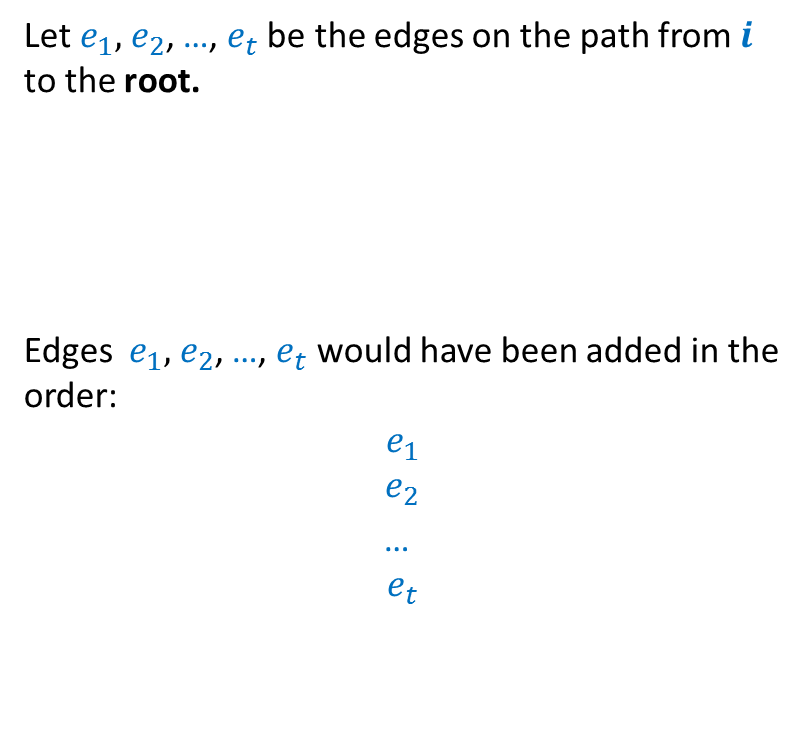 Let e₁, e₂, ..., eₜ be the edges on the path from i
to the root.
Edges e₁, e₂, ..., eₜ would have been added in the
order:
e₁
e₂
...
eₜ